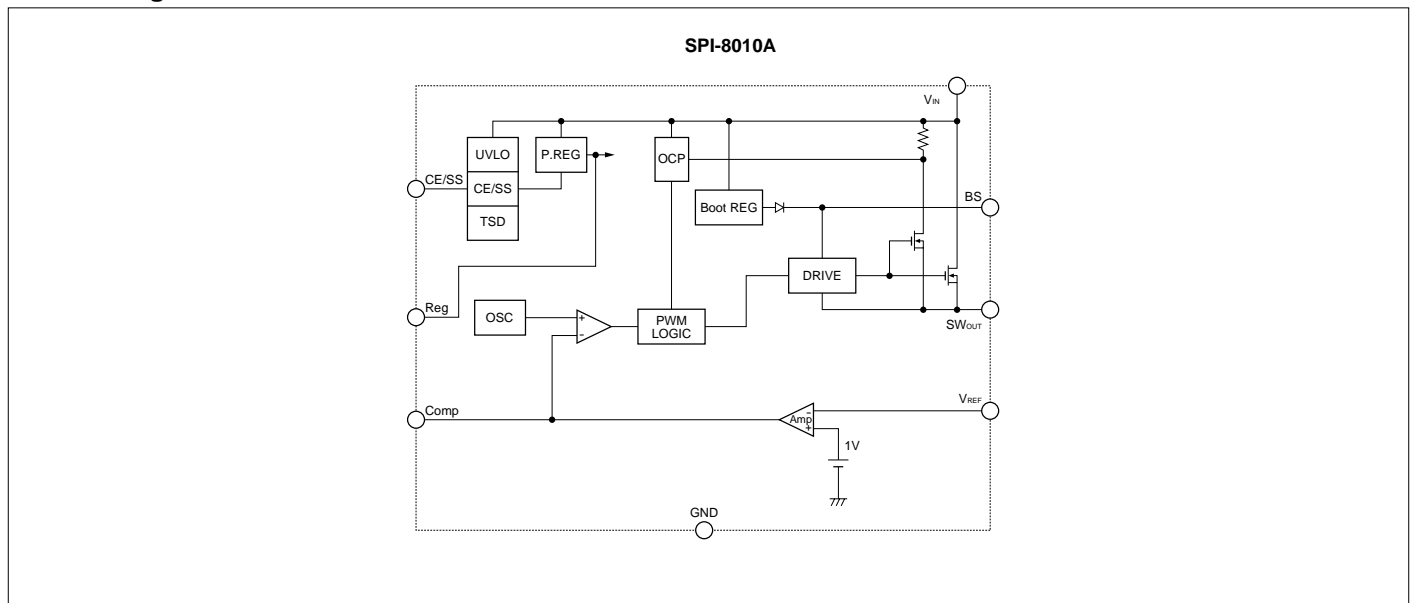 SPI-8010A
VIN
UVLO
P.REG
OCP
CE/SS
CE/SS
BS
Boot REG
TSD
DRIVE
Reg
OSC
+
−
PWM
LOGIC
SWOUT
Comp
VREF
−
Amp
+
1V
GND